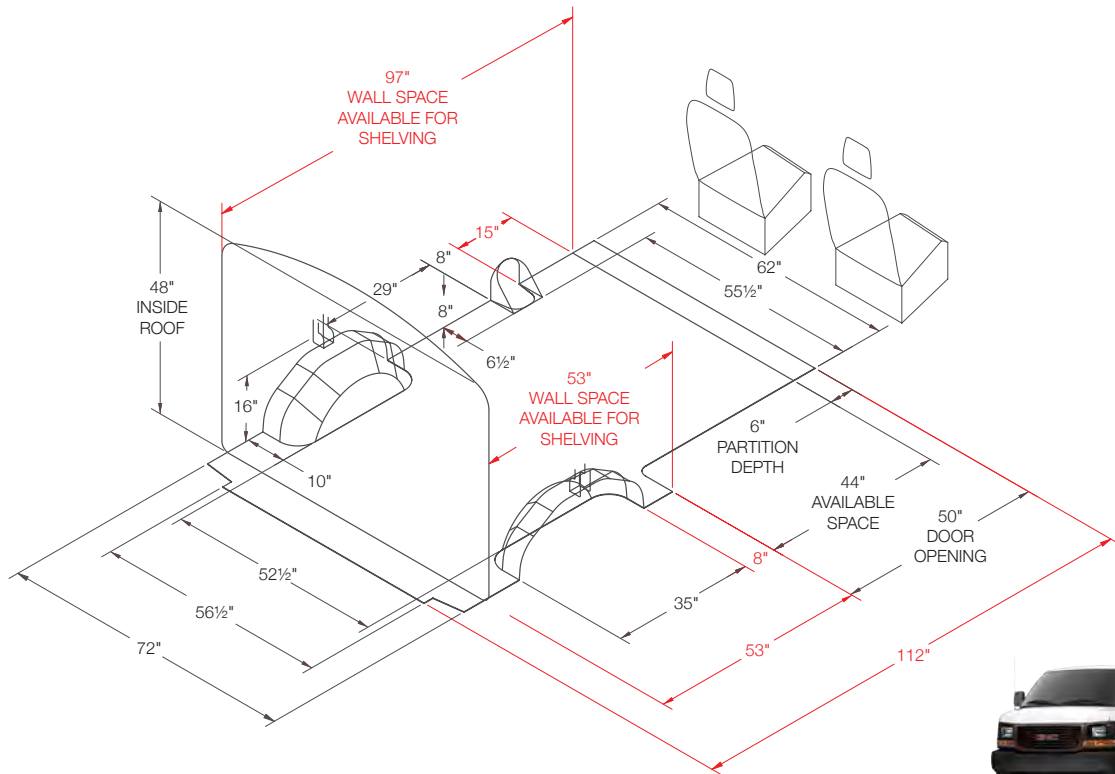 97"
WALL SPACE
AVAILABLE FOR
SHELVING
15"
8"
62"
48"
INSIDE
ROOF
29"
55½"
8"
6½"
53"
WALL SPACE
AVAILABLE FOR
SHELVING
16"
6"
PARTITION
DEPTH
10"
44"
AVAILABLE
SPACE
50"
DOOR
OPENING
52½"
8"
56½"
35"
72"
53"
112"
GMC